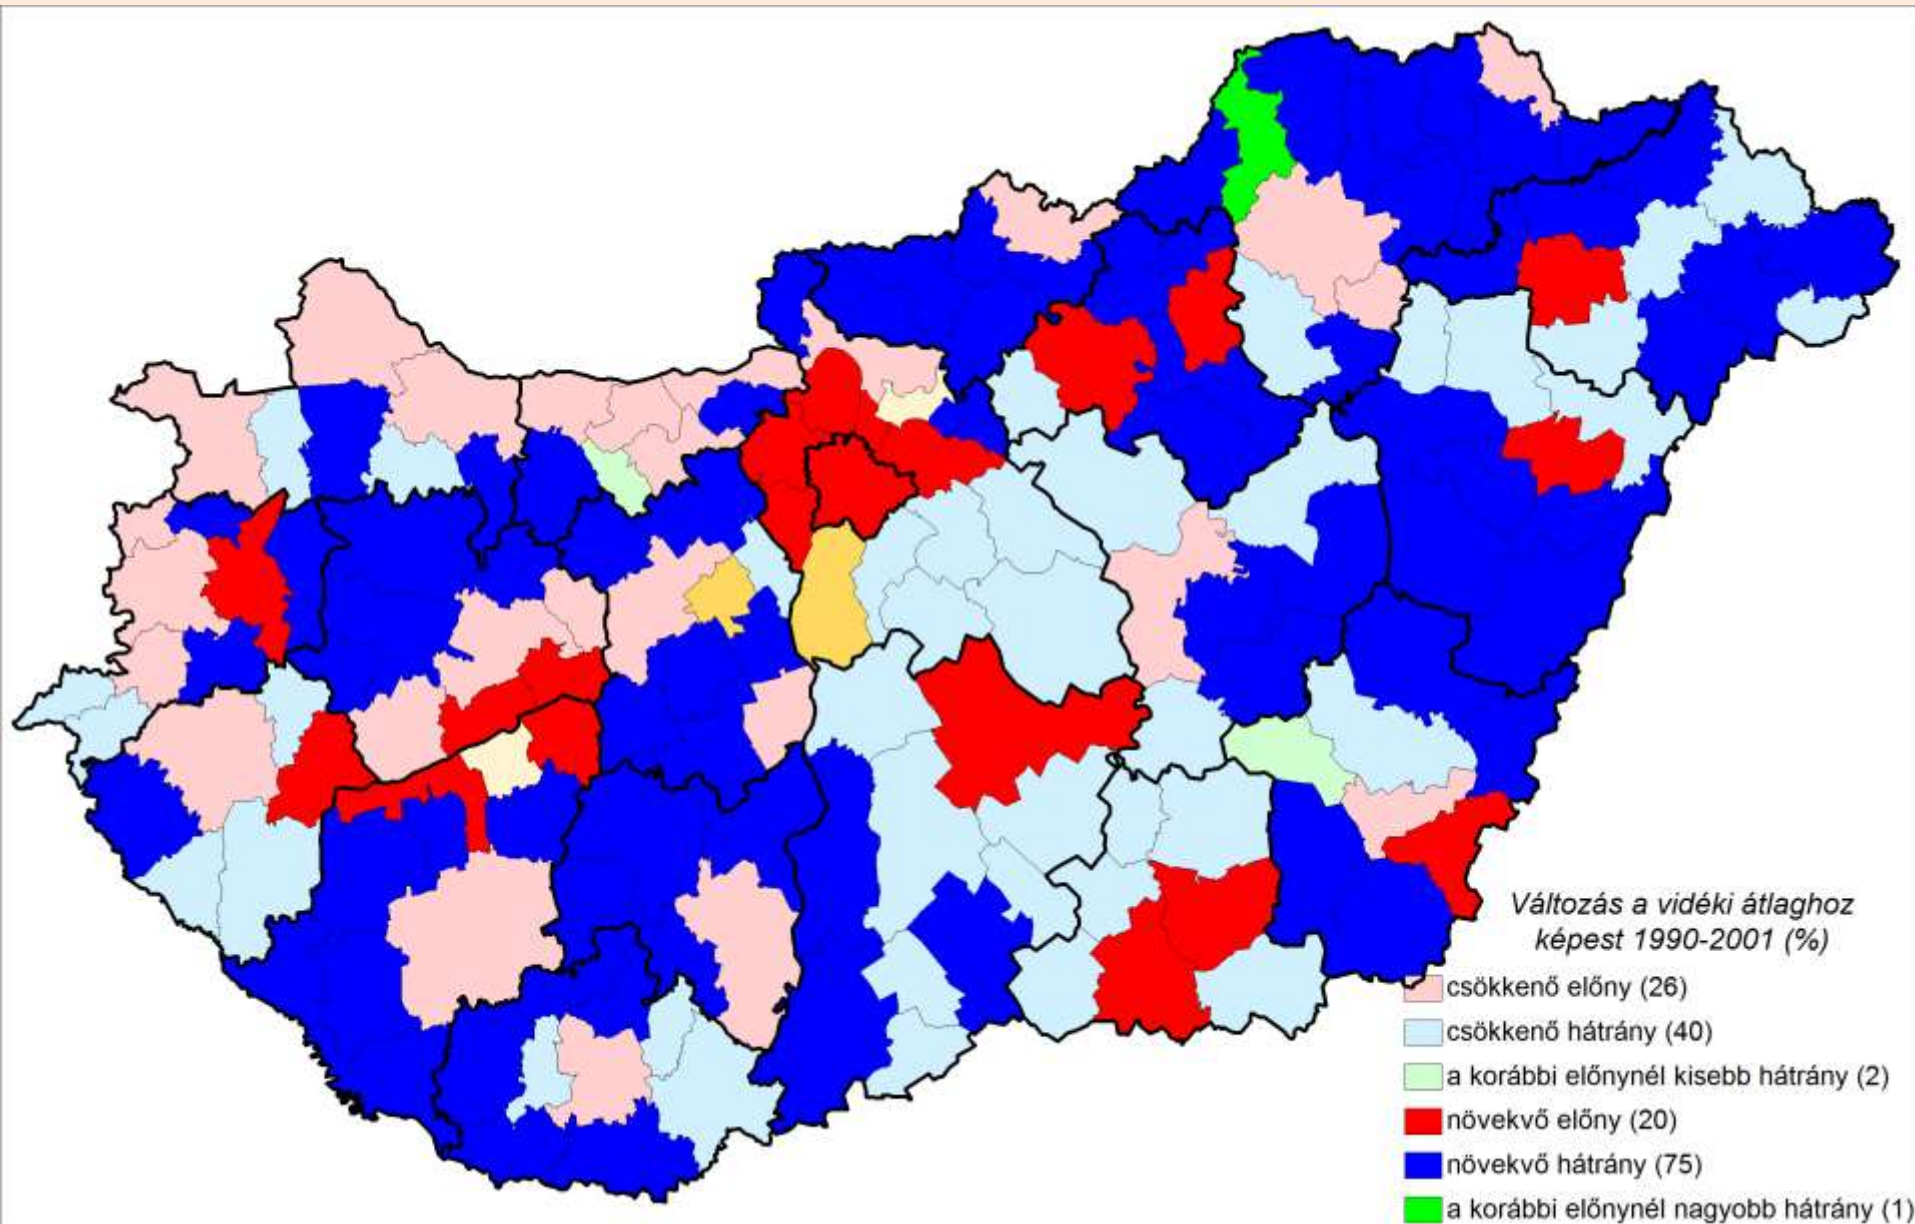 Változás a vidéki átlaghoz
képest 1990-2001 (%)
csökkenő előny (26)
csökkenő hátrány (40)
a korábbi előnynél kisebb hátrány (2)
növekvő előny (20)
növekvő hátrány (75)
a korábbi előnynél nagyobb hátrány (1)